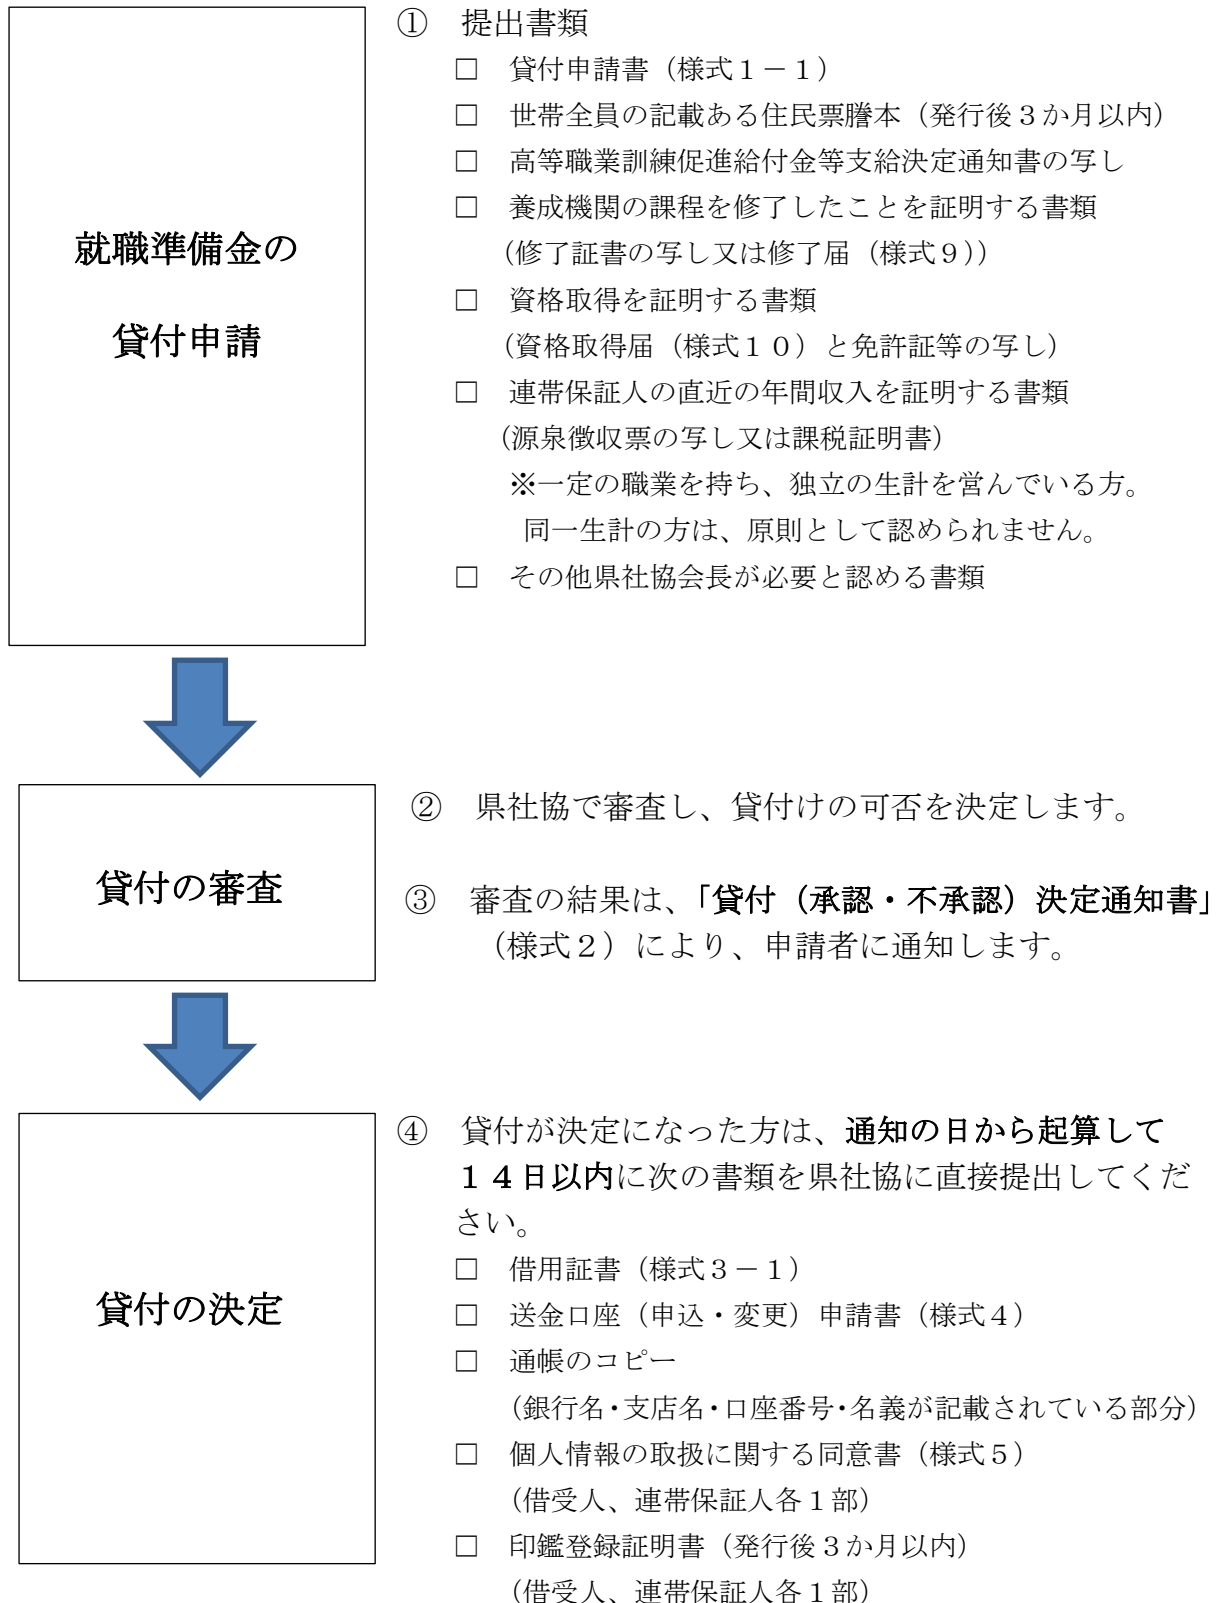 就職準備金の
貸付申請
①　提出書類
□　貸付申請書（様式１－１）
□　世帯全員の記載ある住民票謄本（発行後３か月以内）
□　高等職業訓練促進給付金等支給決定通知書の写し
□　養成機関の課程を修了したことを証明する書類
（修了証書の写し又は修了届（様式９））
□　資格取得を証明する書類
（資格取得届（様式１０）と免許証等の写し）
□　連帯保証人の直近の年間収入を証明する書類
（源泉徴収票の写し又は課税証明書）
※一定の職業を持ち、独立の生計を営んでいる方。
同一生計の方は、原則として認められません。
□　その他県社協会長が必要と認める書類
貸付の審査
②　県社協で審査し、貸付けの可否を決定します。
③　審査の結果は、「貸付（承認・不承認）決定通知書」
（様式２）により、申請者に通知します。
貸付の決定
④　貸付が決定になった方は、通知の日から起算して
１４日以内に次の書類を県社協に直接提出してくだ
さい。
□　借用証書（様式３－１）
□　送金口座（申込・変更）申請書（様式４）
□　通帳のコピー
（銀行名・支店名・口座番号・名義が記載されている部分）
□　個人情報の取扱に関する同意書（様式５）
（借受人、連帯保証人各１部）
□　印鑑登録証明書（発行後３か月以内）
（借受人、連帯保証人各１部）